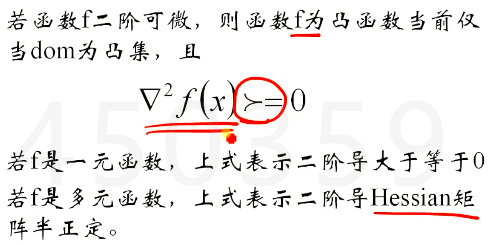 若函数f二阶可微，则函数f为凸函数当前仅
当dom为凸集，且
∇²f(x)≻=0
若f是一元函数，上式表示二阶导大于等于0
若f是多元函数，上式表示二阶导Hessian矩
阵半正定。
450359